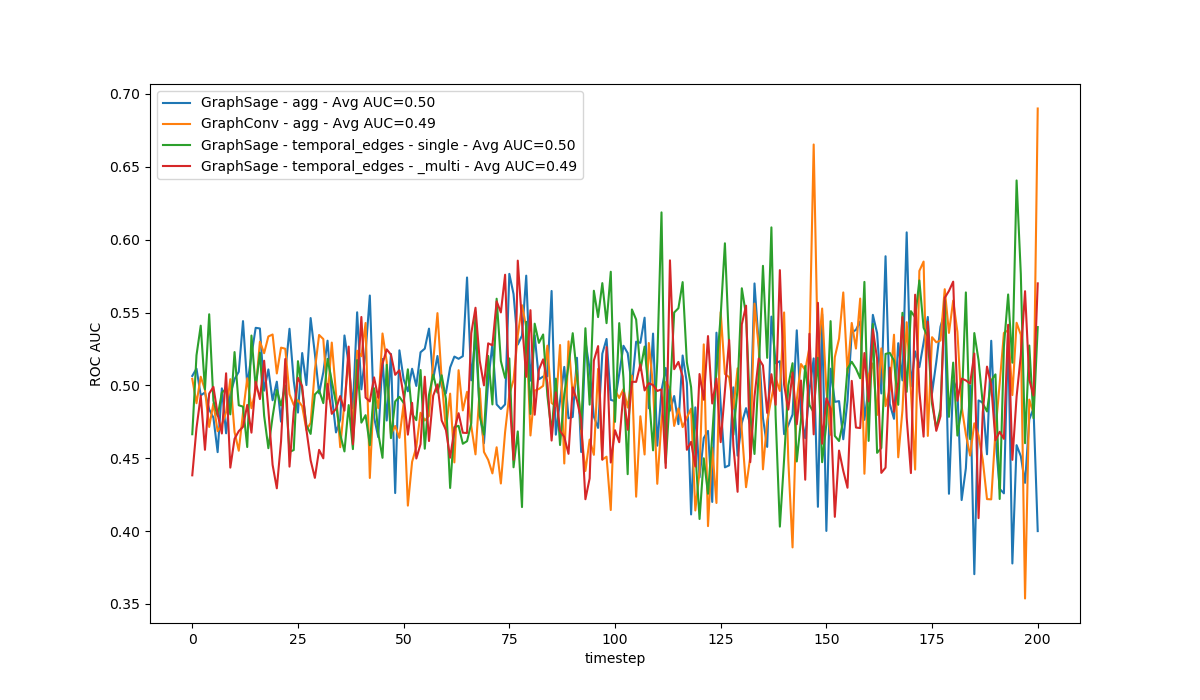 GraphSage - agg - Avg AUC=0.50
GraphConv - agg - Avg AUC=0.49
GraphSage - temporal_edges - single - Avg AUC=0.50
GraphSage - temporal_edges - _multi - Avg AUC=0.49
0.70
0.65
0.60
0.55
0.50
0.45
0.40
0.35
ROC AUC
0 25 50 75 100 125 150 175 200
timestep